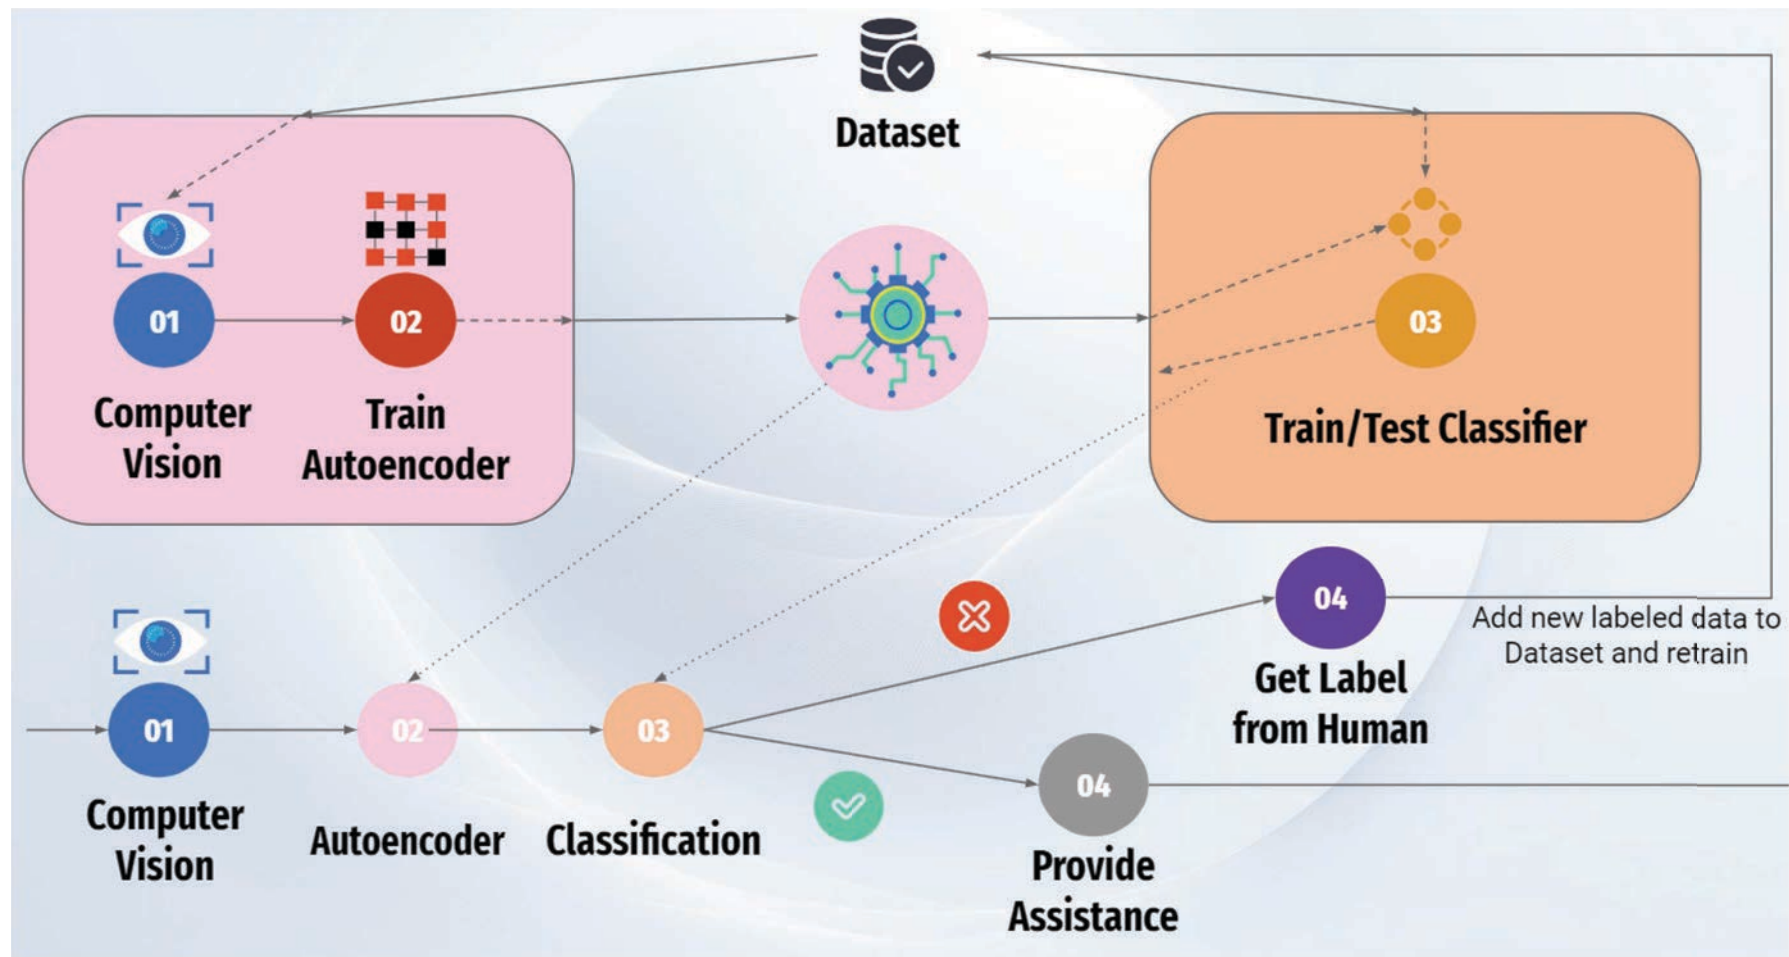 Dataset
01
02
03
Computer
Vision
Train
Autoencoder
Train/Test Classifier
04
Add new labeled data to
Dataset and retrain
Get Label
from Human
01
02
03
04
Computer
Vision
Autoencoder
Classification
Provide
Assistance